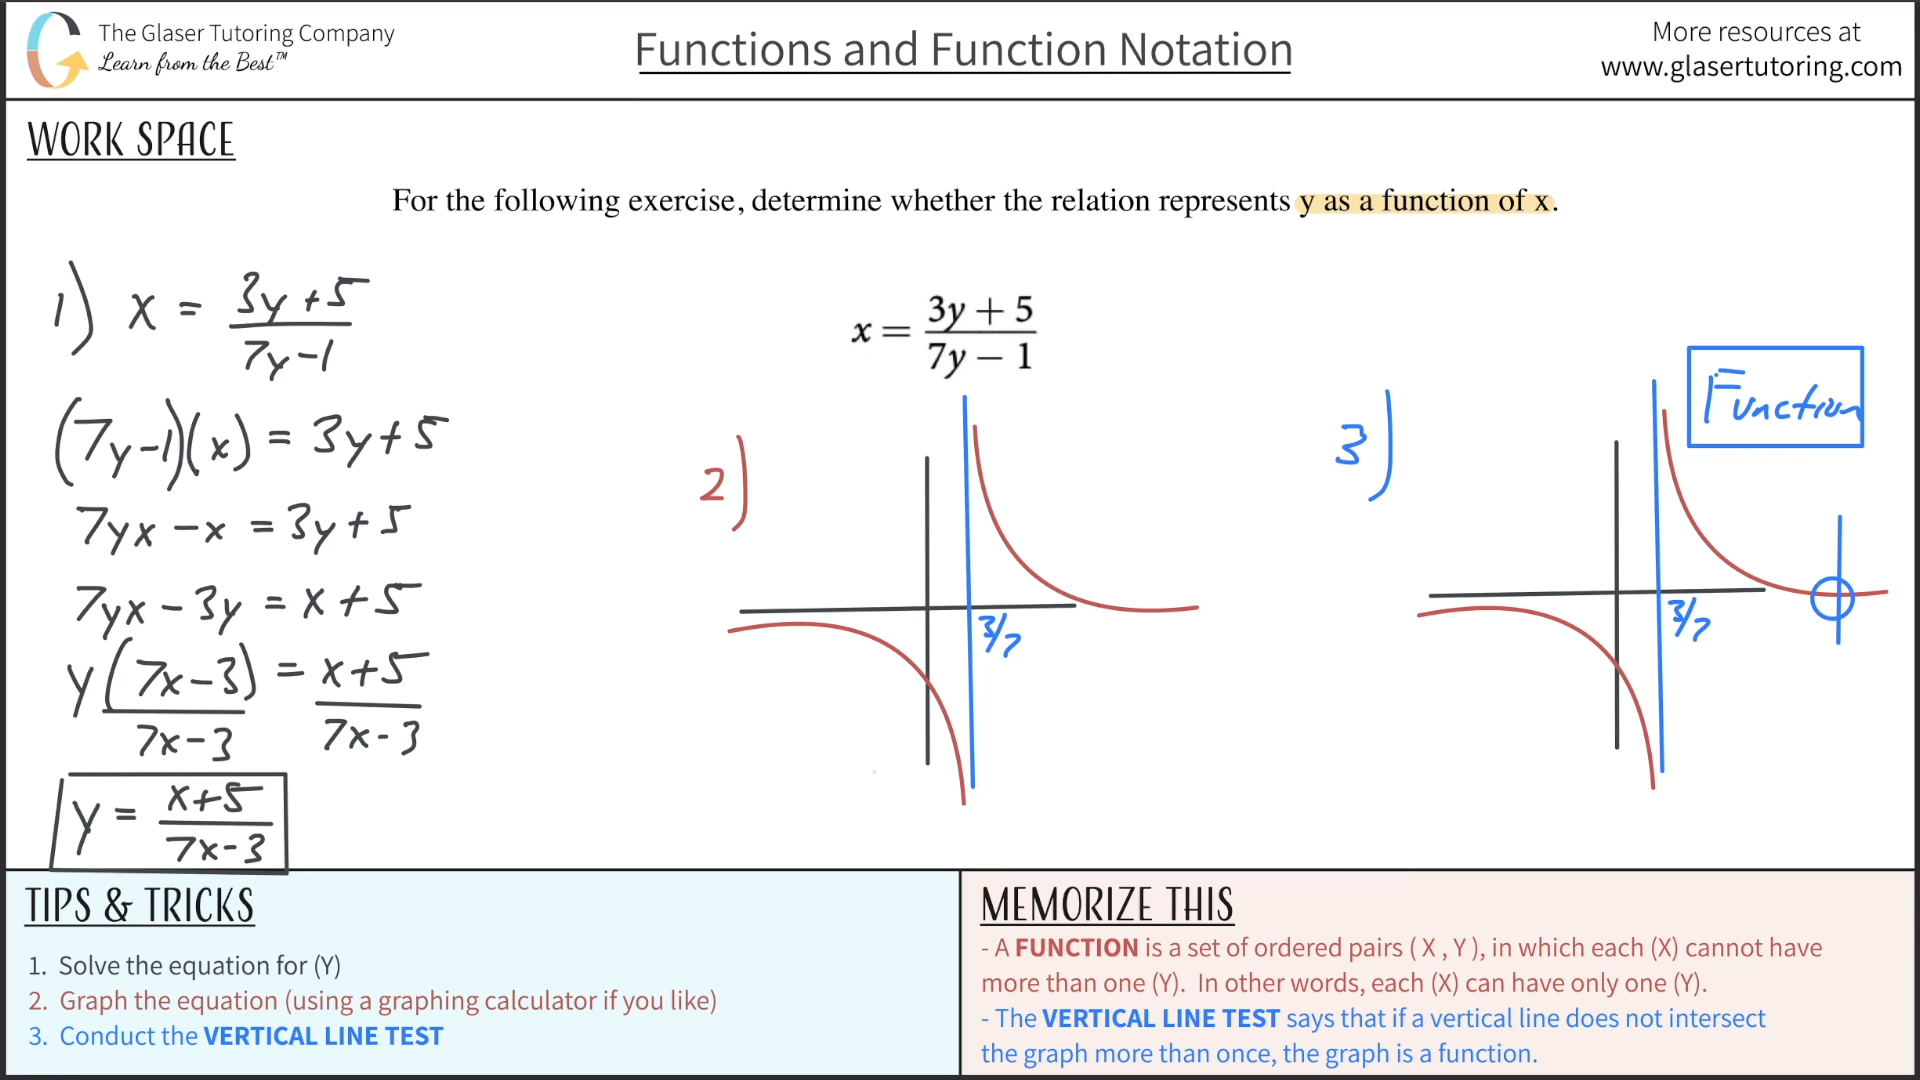 The Glaser Tutoring Company
Learn from the Best™
Functions and Function Notation
More resources at
www.glasertutoring.com
WORK SPACE
For the following exercise, determine whether the relation represents y as a function of x.
1) x = (3y+5)/(7y-1)
x = (3y + 5)/(7y − 1)
(7y-1)(x) = 3y+5
7yx - x = 3y+5
7yx - 3y = x+5
y(7x-3)/(7x-3) = (x+5)/(7x-3)
y = (x+5)/(7x-3)
2)
3/7
3)
Function
3/7
TIPS & TRICKS
1. Solve the equation for (Y)
2. Graph the equation (using a graphing calculator if you like)
3. Conduct the VERTICAL LINE TEST
MEMORIZE THIS
- A FUNCTION is a set of ordered pairs ( X , Y ), in which each (X) cannot have
more than one (Y). In other words, each (X) can have only one (Y).
- The VERTICAL LINE TEST says that if a vertical line does not intersect
the graph more than once, the graph is a function.